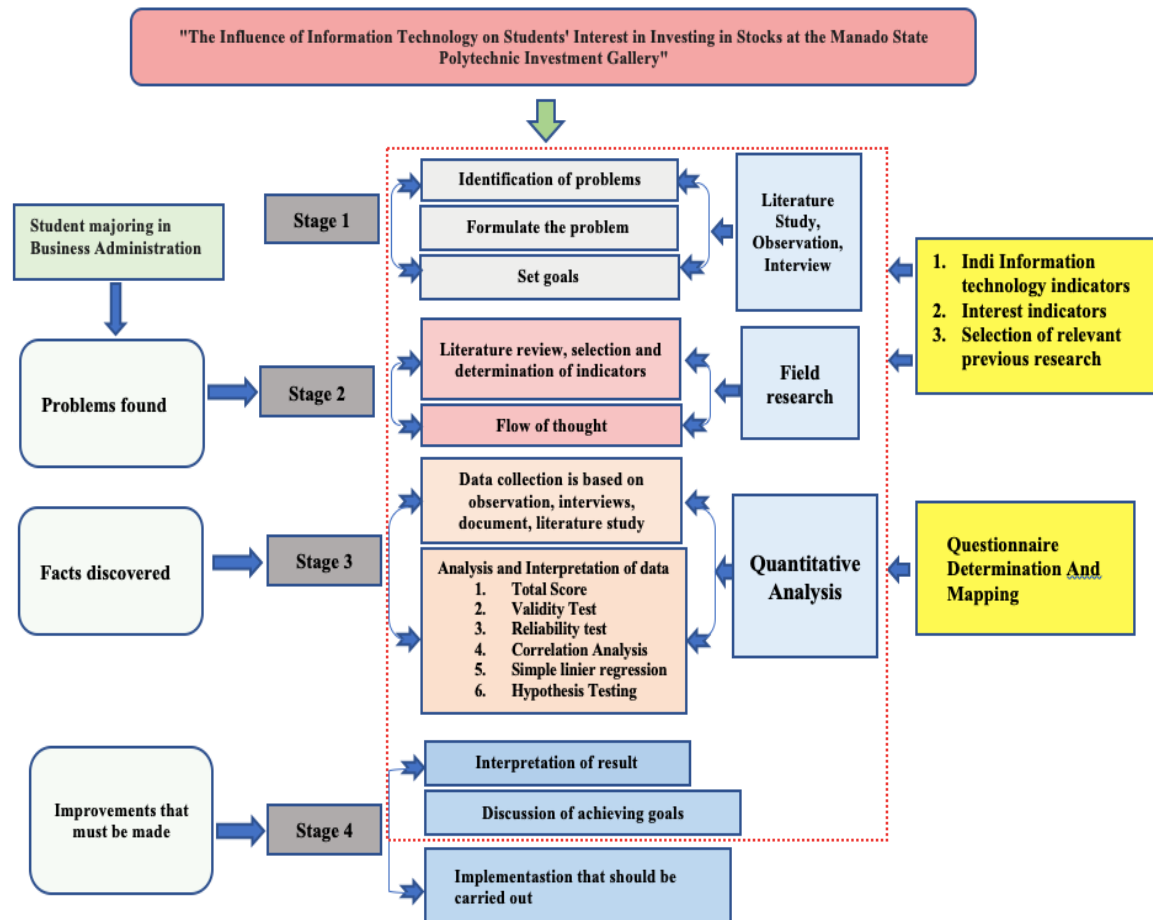 "The Influence of Information Technology on Students' Interest in Investing in Stocks at the Manado State
Polytechnic Investment Gallery"
Student majoring in
Business Administration
Stage 1
Identification of problems
Formulate the problem
Set goals
Literature
Study,
Observation,
Interview
1. Indi Information
technology indicators
2. Interest indicators
3. Selection of relevant
previous research
Problems found
Stage 2
Literature review, selection and
determination of indicators
Flow of thought
Field
research
Facts discovered
Stage 3
Data collection is based on
observation, interviews,
document, literature study
Analysis and Interpretation of data
1. Total Score
2. Validity Test
3. Reliability test
4. Correlation Analysis
5. Simple linier regression
6. Hypothesis Testing
Quantitative
Analysis
Questionnaire
Determination And
Mapping
Improvements that
must be made
Stage 4
Interpretation of result
Discussion of achieving goals
Implementastion that should be
carried out